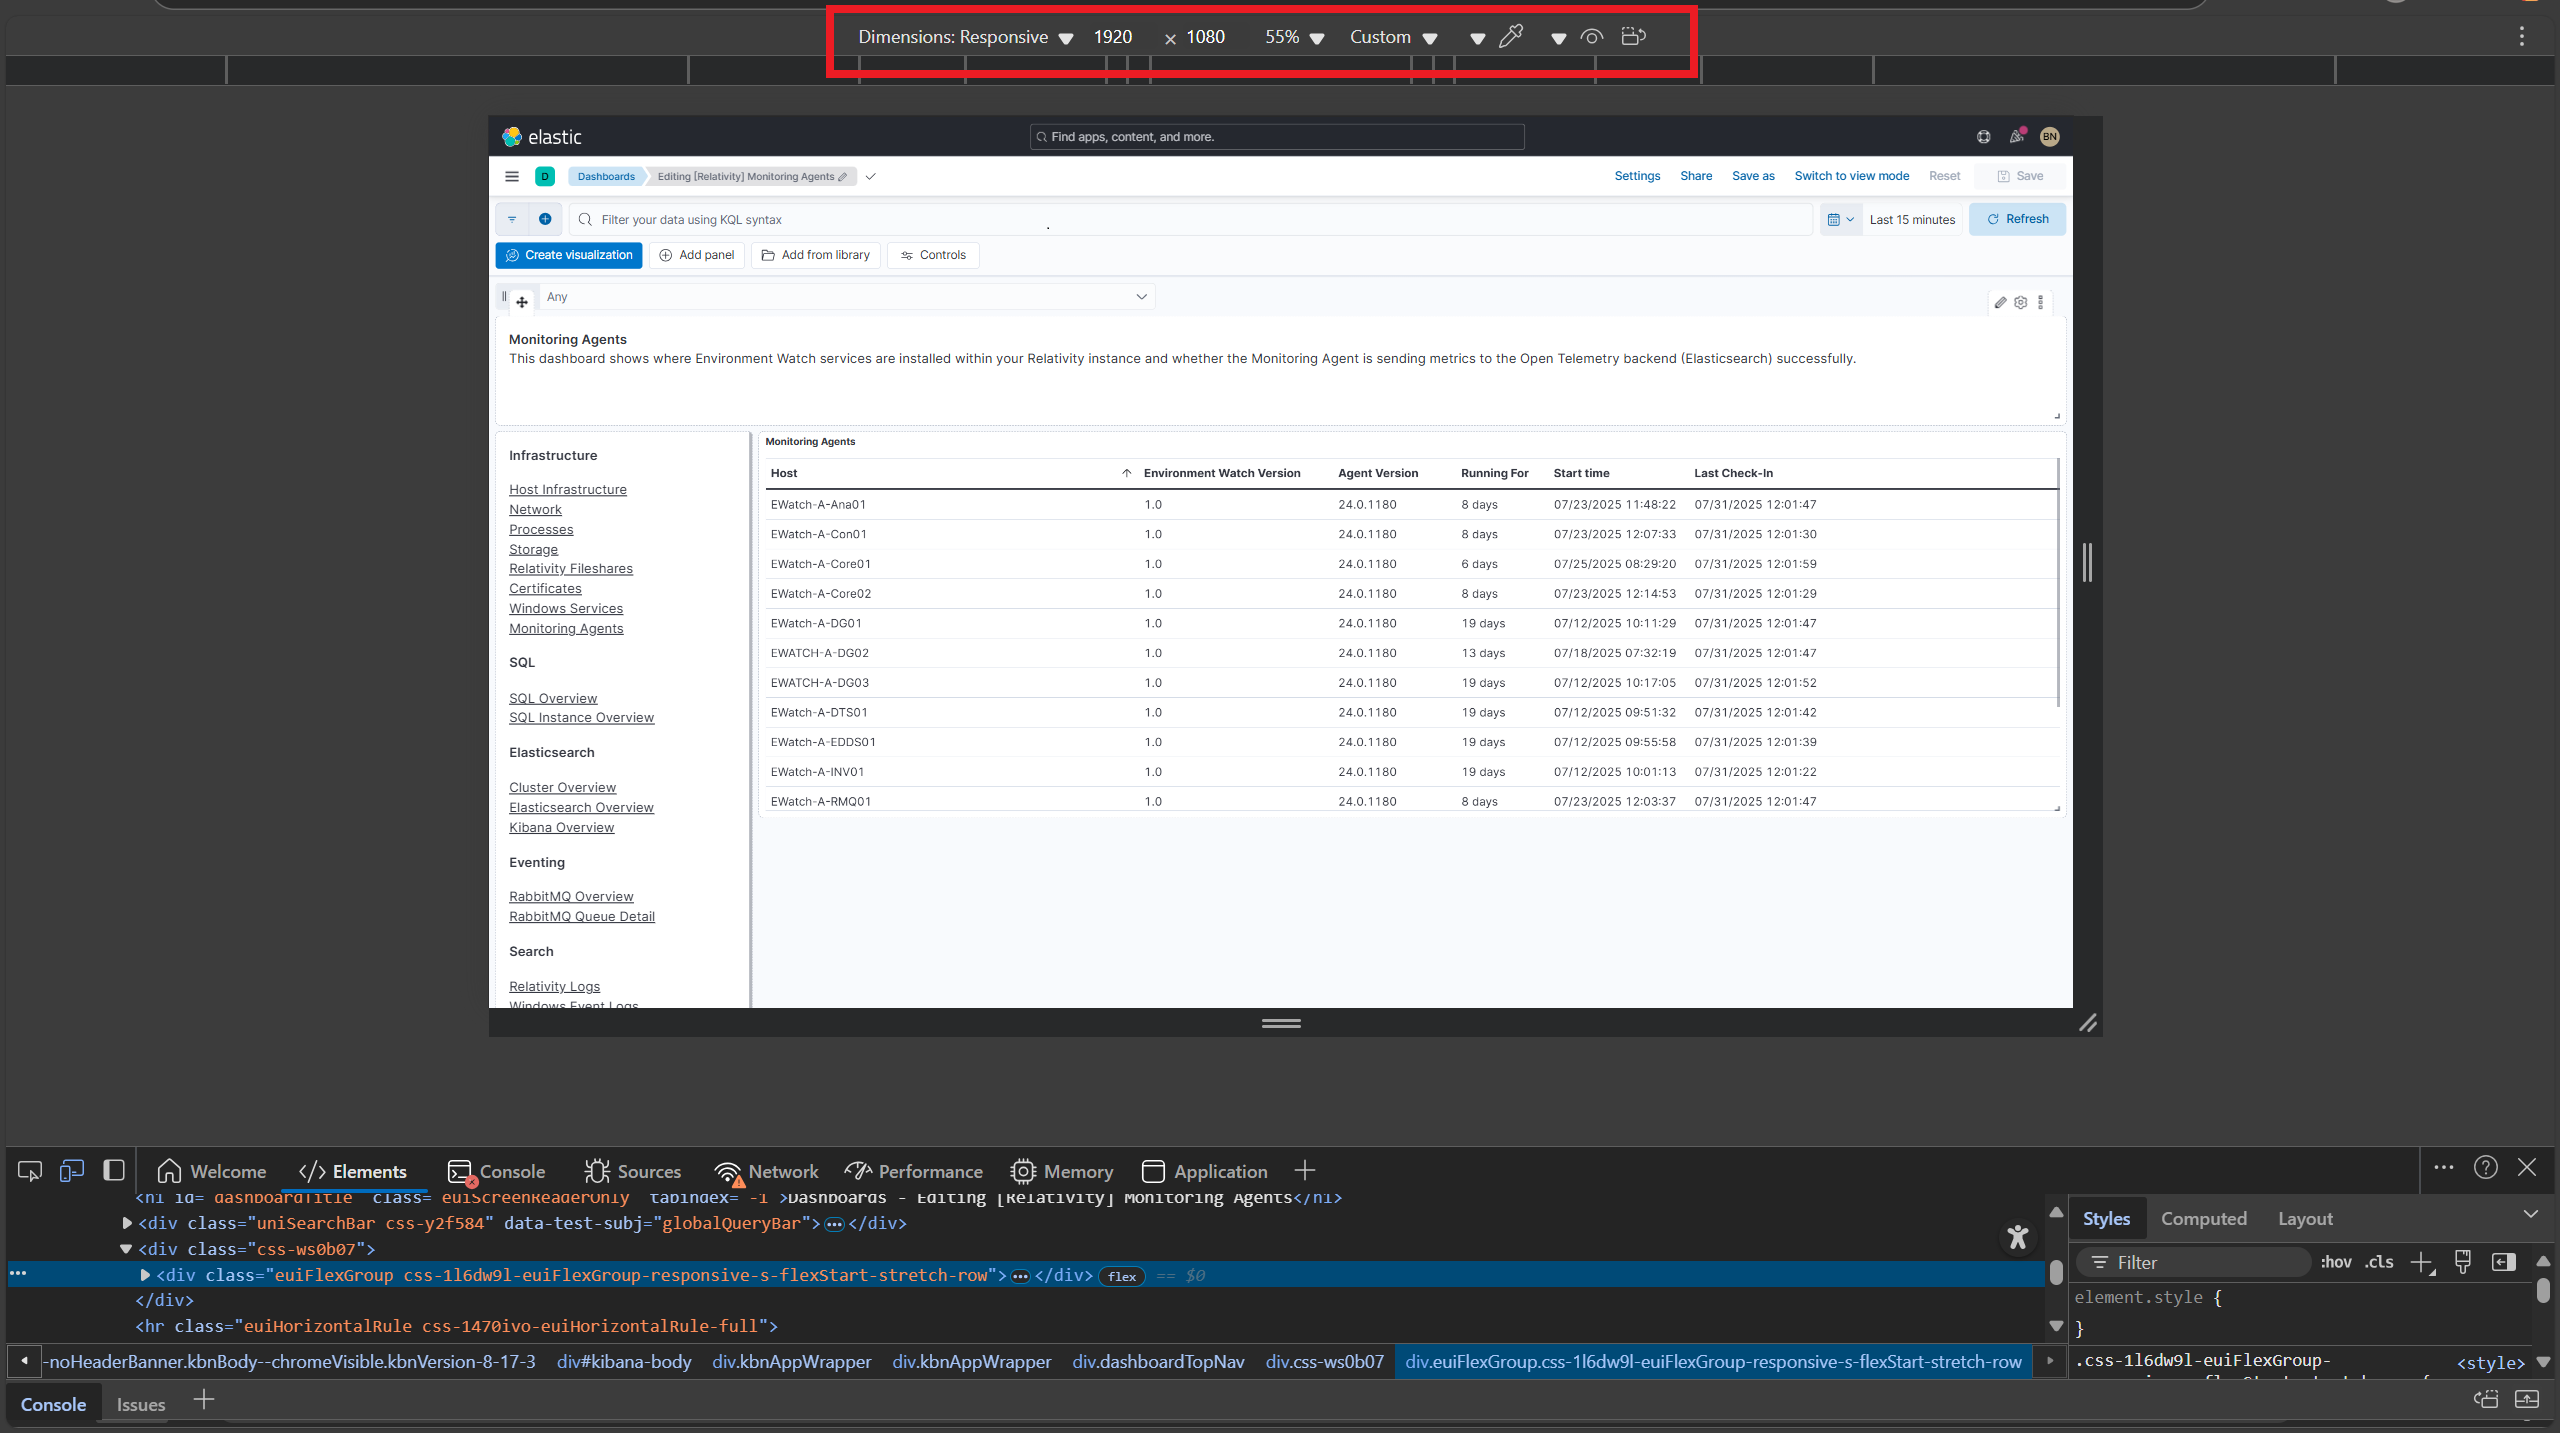 Dimensions: Responsive 1920 × 1080 55% Custom
elastic
Find apps, content, and more.
BN
D Dashboards Editing [Relativity] Monitoring Agents
Settings Share Save as Switch to view mode Reset Save
Filter your data using KQL syntax
Last 15 minutes Refresh
Create visualization Add panel Add from library Controls
Any
Monitoring Agents
This dashboard shows where Environment Watch services are installed within your Relativity instance and whether the Monitoring Agent is sending metrics to the Open Telemetry backend (Elasticsearch) successfully.
Infrastructure
Host Infrastructure
Network
Processes
Storage
Relativity Fileshares
Certificates
Windows Services
Monitoring Agents
SQL
SQL Overview
SQL Instance Overview
Elasticsearch
Cluster Overview
Elasticsearch Overview
Kibana Overview
Eventing
RabbitMQ Overview
RabbitMQ Queue Detail
Search
Relativity Logs
Windows Event Logs
Monitoring Agents
Host Environment Watch Version Agent Version Running For Start time Last Check-In
EWatch-A-Ana01 1.0 24.0.1180 8 days 07/23/2025 11:48:22 07/31/2025 12:01:47
EWatch-A-Con01 1.0 24.0.1180 8 days 07/23/2025 12:07:33 07/31/2025 12:01:30
EWatch-A-Core01 1.0 24.0.1180 6 days 07/25/2025 08:29:20 07/31/2025 12:01:59
EWatch-A-Core02 1.0 24.0.1180 8 days 07/23/2025 12:14:53 07/31/2025 12:01:29
EWatch-A-DG01 1.0 24.0.1180 19 days 07/12/2025 10:11:29 07/31/2025 12:01:47
EWATCH-A-DG02 1.0 24.0.1180 13 days 07/18/2025 07:32:19 07/31/2025 12:01:47
EWATCH-A-DG03 1.0 24.0.1180 19 days 07/12/2025 10:17:05 07/31/2025 12:01:52
EWatch-A-DTS01 1.0 24.0.1180 19 days 07/12/2025 09:51:32 07/31/2025 12:01:42
EWatch-A-EDDS01 1.0 24.0.1180 19 days 07/12/2025 09:55:58 07/31/2025 12:01:39
EWatch-A-INV01 1.0 24.0.1180 19 days 07/12/2025 10:01:13 07/31/2025 12:01:22
EWatch-A-RMQ01 1.0 24.0.1180 8 days 07/23/2025 12:03:37 07/31/2025 12:01:47
Welcome </> Elements Console Sources Network Performance Memory Application
<h1 id="dashboardTitle" class="euiScreenReaderOnly" tabindex="-1">Dashboards - Editing [Relativity] Monitoring Agents</h1>
<div class="uniSearchBar css-y2f584" data-test-subj="globalQueryBar">…</div>
<div class="css-ws0b07">
<div class="euiFlexGroup css-1l6dw9l-euiFlexGroup-responsive-s-flexStart-stretch-row">…</div> flex == $0
</div>
<hr class="euiHorizontalRule css-1470ivo-euiHorizontalRule-full">
-noHeaderBanner.kbnBody--chromeVisible.kbnVersion-8-17-3 div#kibana-body div.kbnAppWrapper div.kbnAppWrapper div.dashboardTopNav div.css-ws0b07 div.euiFlexGroup.css-1l6dw9l-euiFlexGroup-responsive-s-flexStart-stretch-row
Styles Computed Layout
Filter :hov .cls
element.style {
}
.css-1l6dw9l-euiFlexGroup- <style>
Console Issues